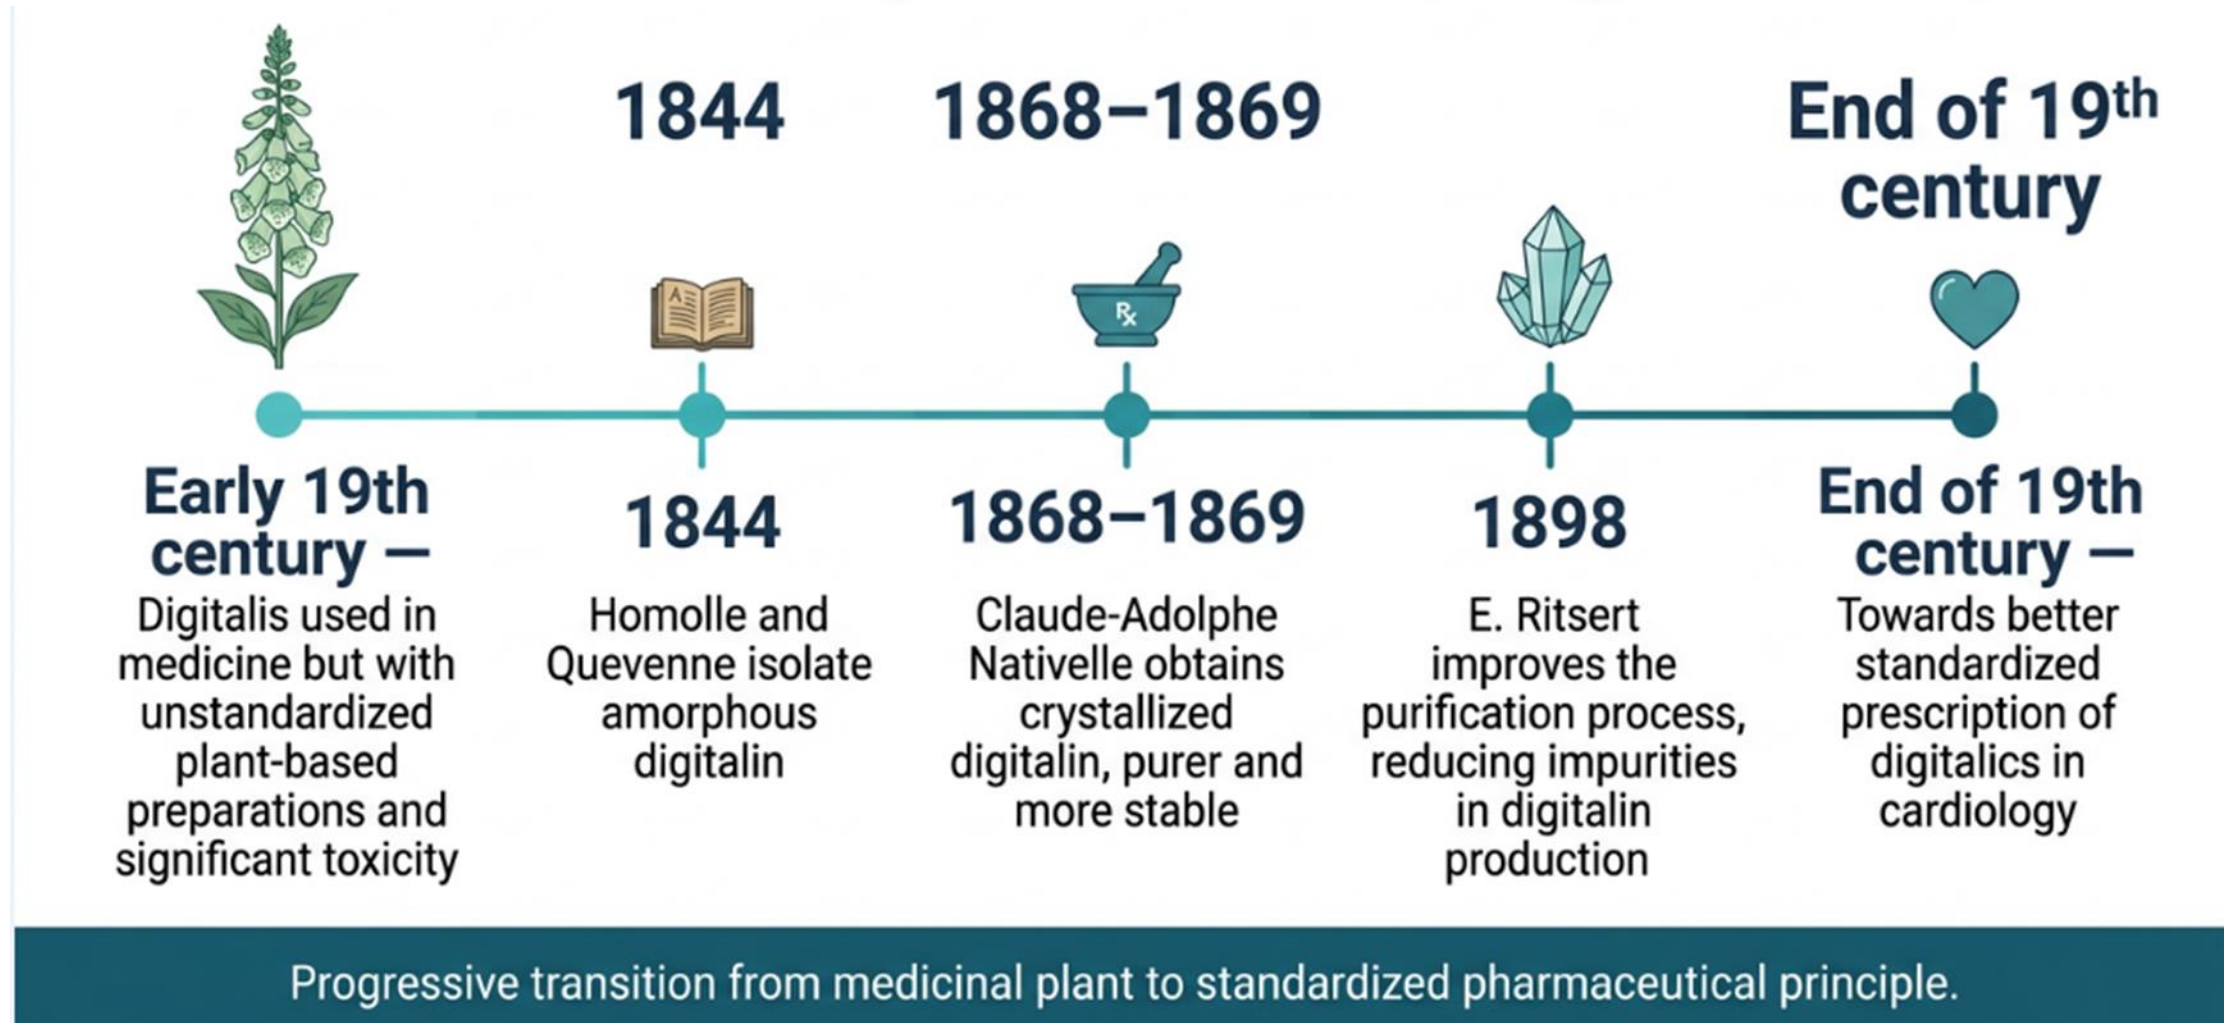 1844
1868–1869
End of 19th
century
A
Rx
Early 19th
century —
Digitalis used in
medicine but with
unstandardized
plant-based
preparations and
significant toxicity
1844
Homolle and
Quevenne isolate
amorphous
digitalin
1868–1869
Claude-Adolphe
Nativelle obtains
crystallized
digitalin, purer and
more stable
1898
E. Ritsert
improves the
purification process,
reducing impurities
in digitalin
production
End of 19th
century —
Towards better
standardized
prescription of
digitalics in
cardiology
Progressive transition from medicinal plant to standardized pharmaceutical principle.